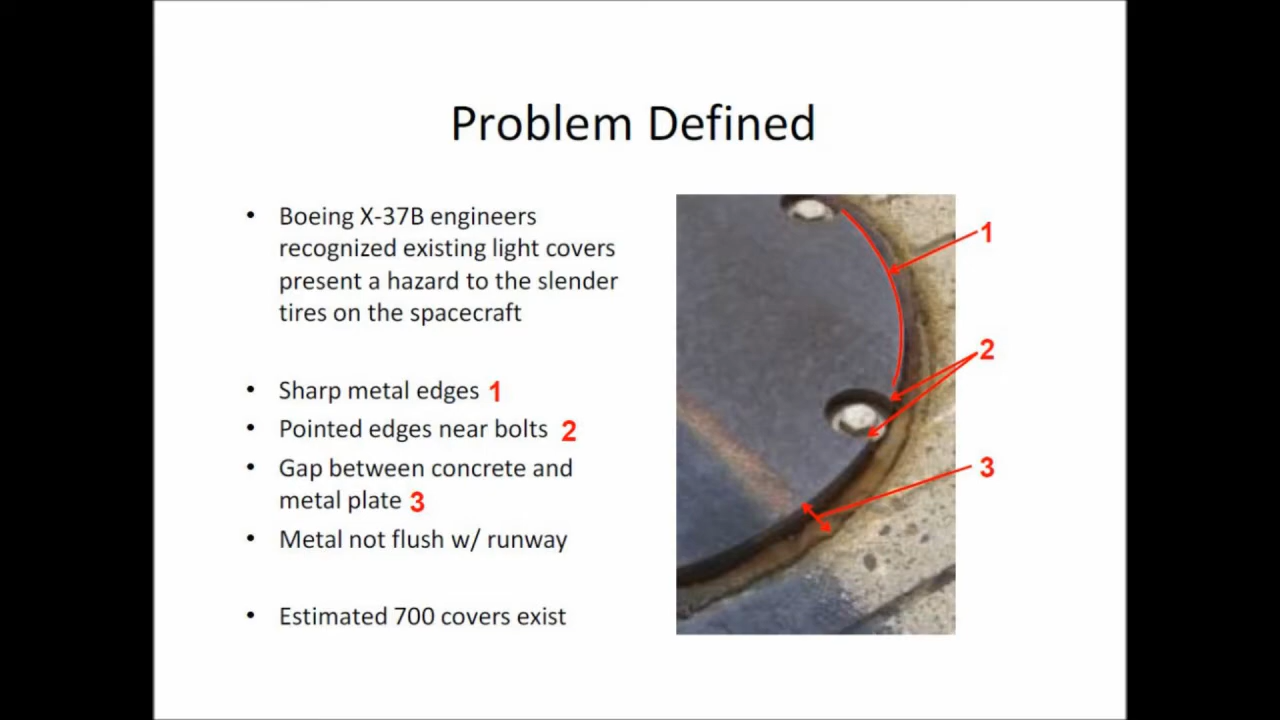 Problem Defined
• Boeing X-37B engineers
recognized existing light covers
present a hazard to the slender
tires on the spacecraft
• Sharp metal edges 1
• Pointed edges near bolts 2
• Gap between concrete and
metal plate 3
• Metal not flush w/ runway
• Estimated 700 covers exist
1
2
3